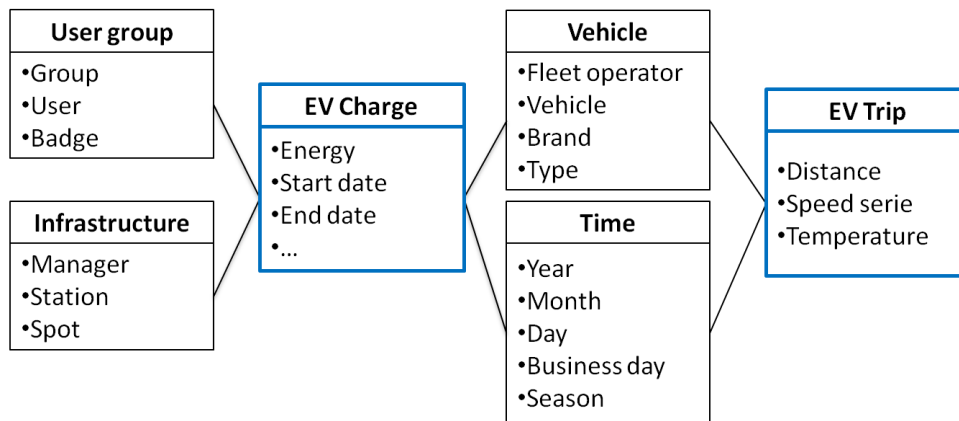 User group
•Group
•User
•Badge
Infrastructure
•Manager
•Station
•Spot
EV Charge
•Energy
•Start date
•End date
•...
Vehicle
•Fleet operator
•Vehicle
•Brand
•Type
Time
•Year
•Month
•Day
•Business day
•Season
EV Trip
•Distance
•Speed serie
•Temperature